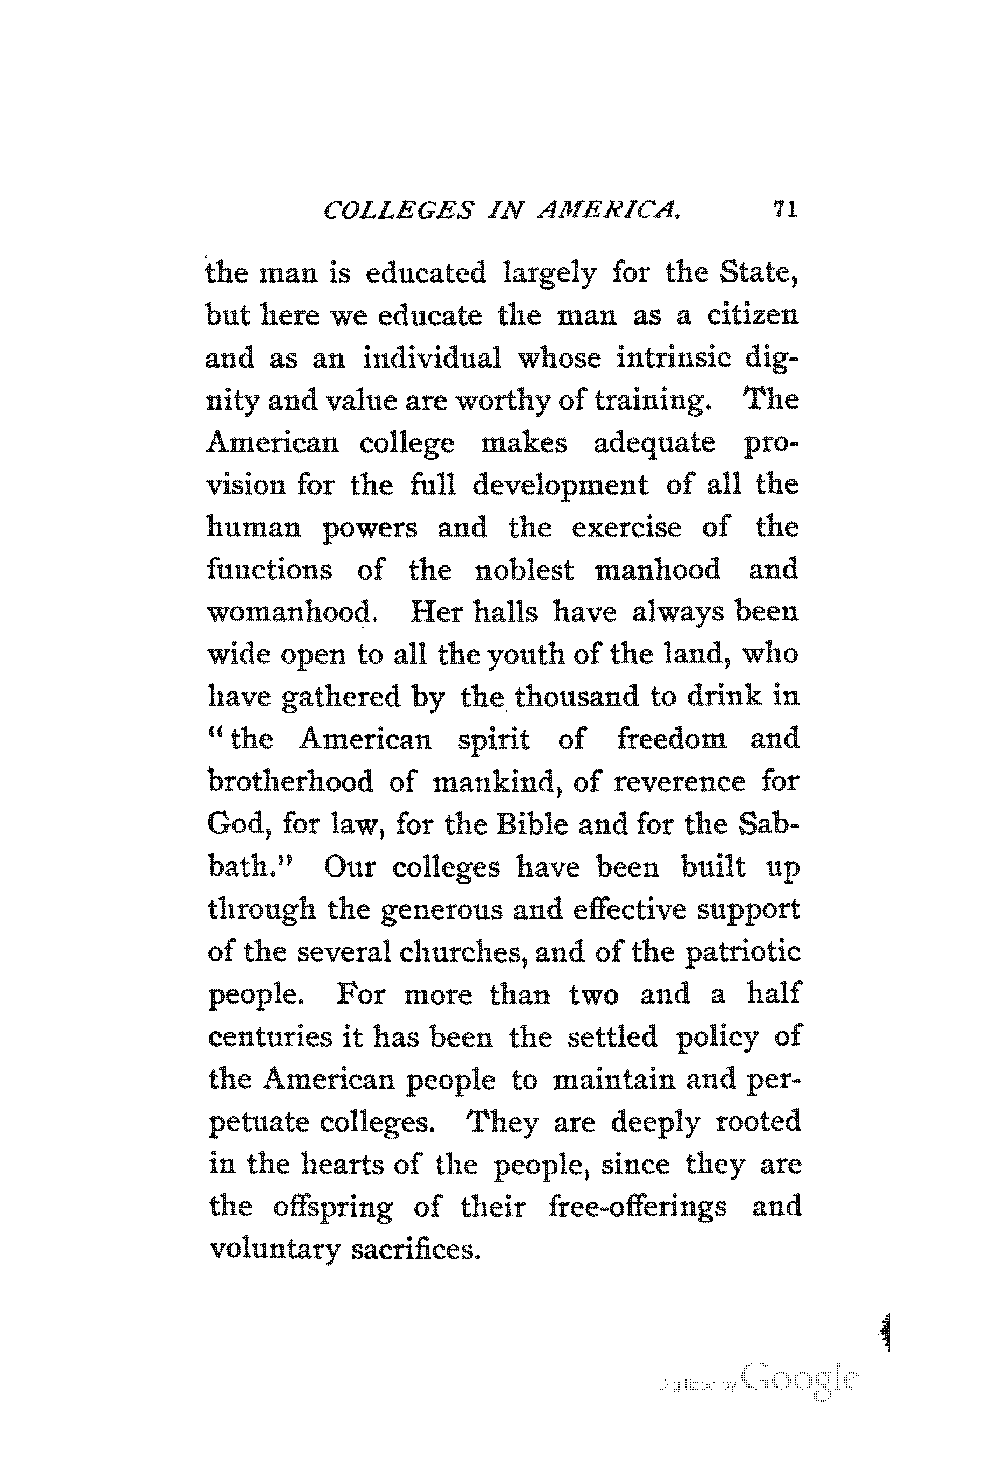 COLLEGES IN AMERICA. 71
the man is educated largely for the State,
but here we educate the man as a citizen
and as an individual whose intrinsic dig-
nity and value are worthy of training. The
American college makes adequate pro-
vision for the full development of all the
human powers and the exercise of the
functions of the noblest manhood and
womanhood. Her halls have always been
wide open to all the youth of the land, who
have gathered by the thousand to drink in
“the American spirit of freedom and
brotherhood of mankind, of reverence for
God, for law, for the Bible and for the Sab-
bath.” Our colleges have been built up
through the generous and effective support
of the several churches, and of the patriotic
people. For more than two and a half
centuries it has been the settled policy of
the American people to maintain and per-
petuate colleges. They are deeply rooted
in the hearts of the people, since they are
the offspring of their free-offerings and
voluntary sacrifices.
Digitized by Google